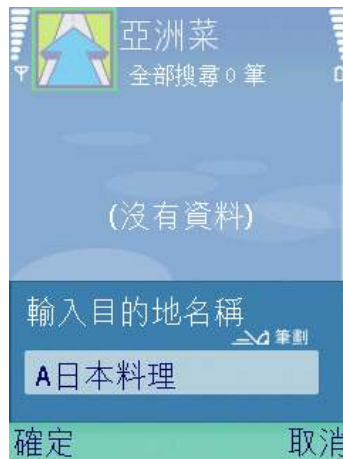 亞洲菜
全部搜尋0筆
(沒有資料)
輸入目的地名稱
筆劃
A日本料理
確定 取消